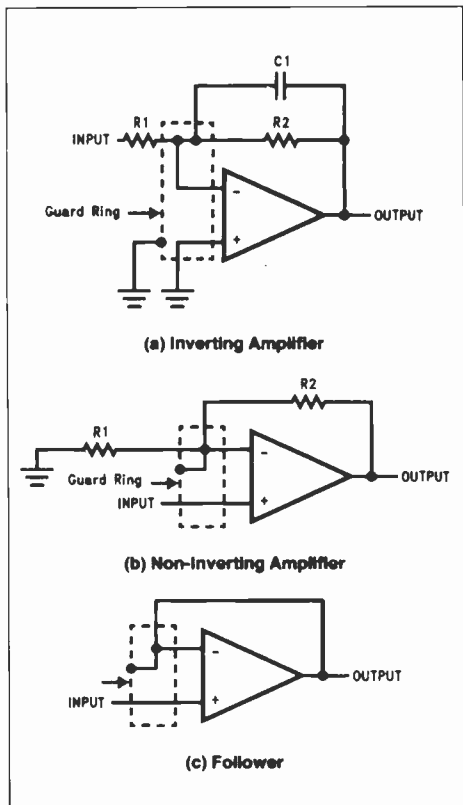 C1
R1
R2
INPUT
-
Guard Ring
+
OUTPUT
(a) Inverting Amplifier
R2
R1
-
Guard Ring
INPUT
+
OUTPUT
(b) Non-Inverting Amplifier
-
OUTPUT
INPUT
+
(c) Follower